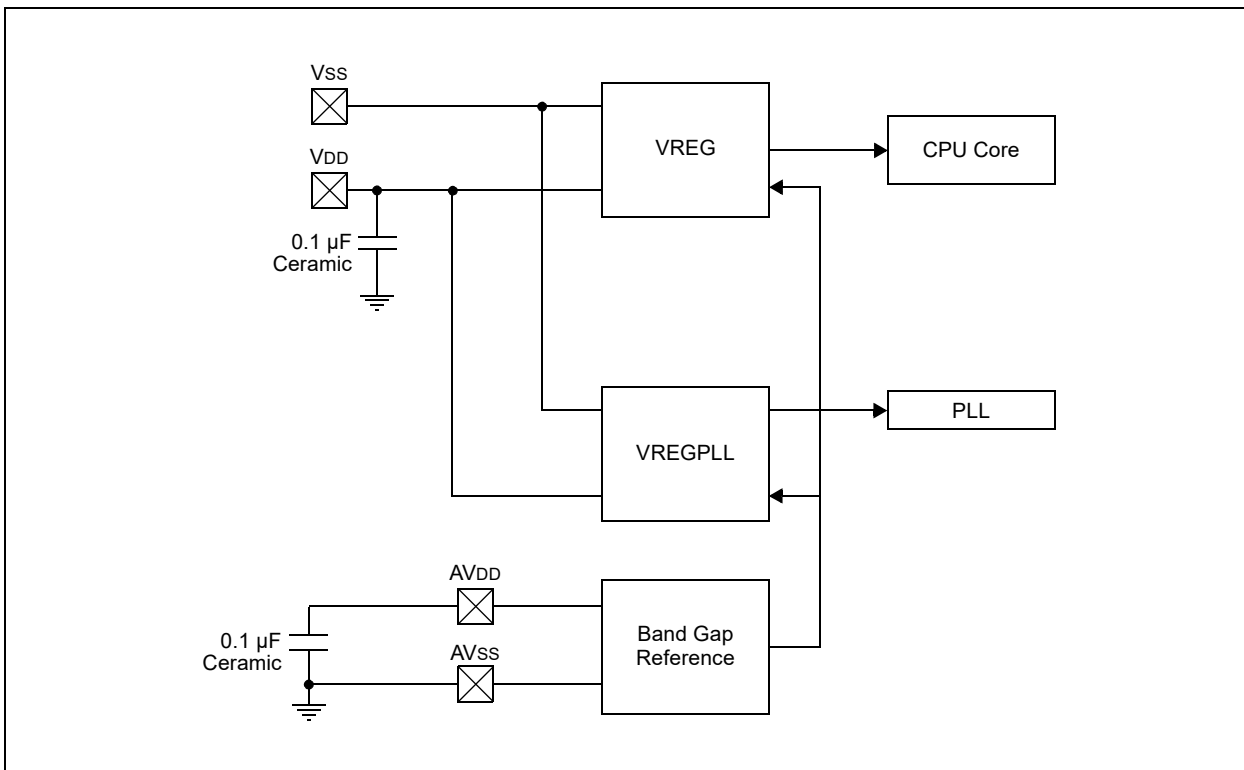 VSS
VREG
CPU Core
VDD
0.1 µF
Ceramic
VREGPLL
PLL
AVDD
0.1 µF
Ceramic
AVSS
Band Gap
Reference